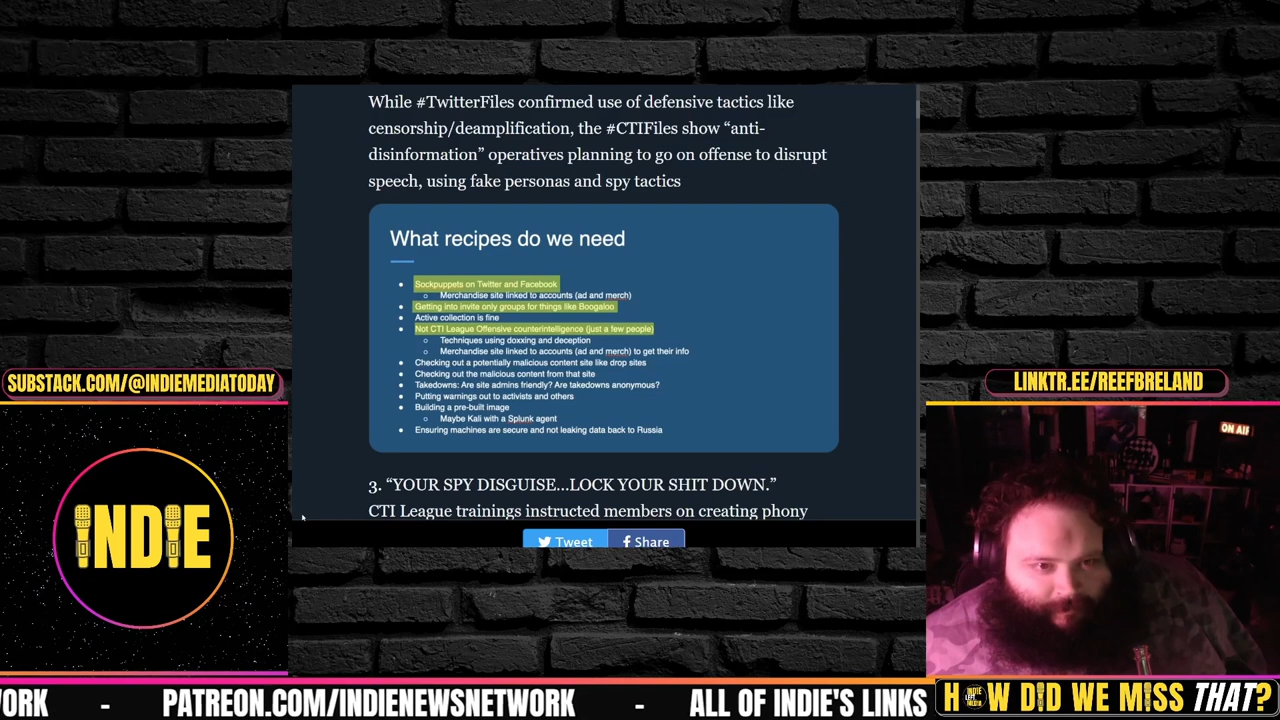 While #TwitterFiles confirmed use of defensive tactics like
censorship/deamplification, the #CTIFiles show “anti-
disinformation” operatives planning to go on offense to disrupt
speech, using fake personas and spy tactics
What recipes do we need
• Sockpuppets on Twitter and Facebook
○ Merchandise site linked to accounts (ad and merch)
• Getting into invite only groups for things like Boogaloo
• Active collection is fine
• Not CTI League Offensive counterintelligence (just a few people)
○ Techniques using doxxing and deception
○ Merchandise site linked to accounts (ad and merch) to get their info
• Checking out a potentially malicious content site like drop sites
• Checking out the malicious content from that site
• Takedowns: Are site admins friendly? Are takedowns anonymous?
• Putting warnings out to activists and others
• Building a pre-built image
○ Maybe Kali with a Splunk agent
• Ensuring machines are secure and not leaking data back to Russia
3. “YOUR SPY DISGUISE...LOCK YOUR SHIT DOWN.”
CTI League trainings instructed members on creating phony
Tweet
Share
SUBSTACK.COM/@INDIEMEDIATODAY
LINKTR.EE/REEFBRELAND
INDIE
ON AIR
WORK - PATREON.COM/INDIENEWSNETWORK - ALL OF INDIE'S LINKS
HOW DID WE MISS THAT?